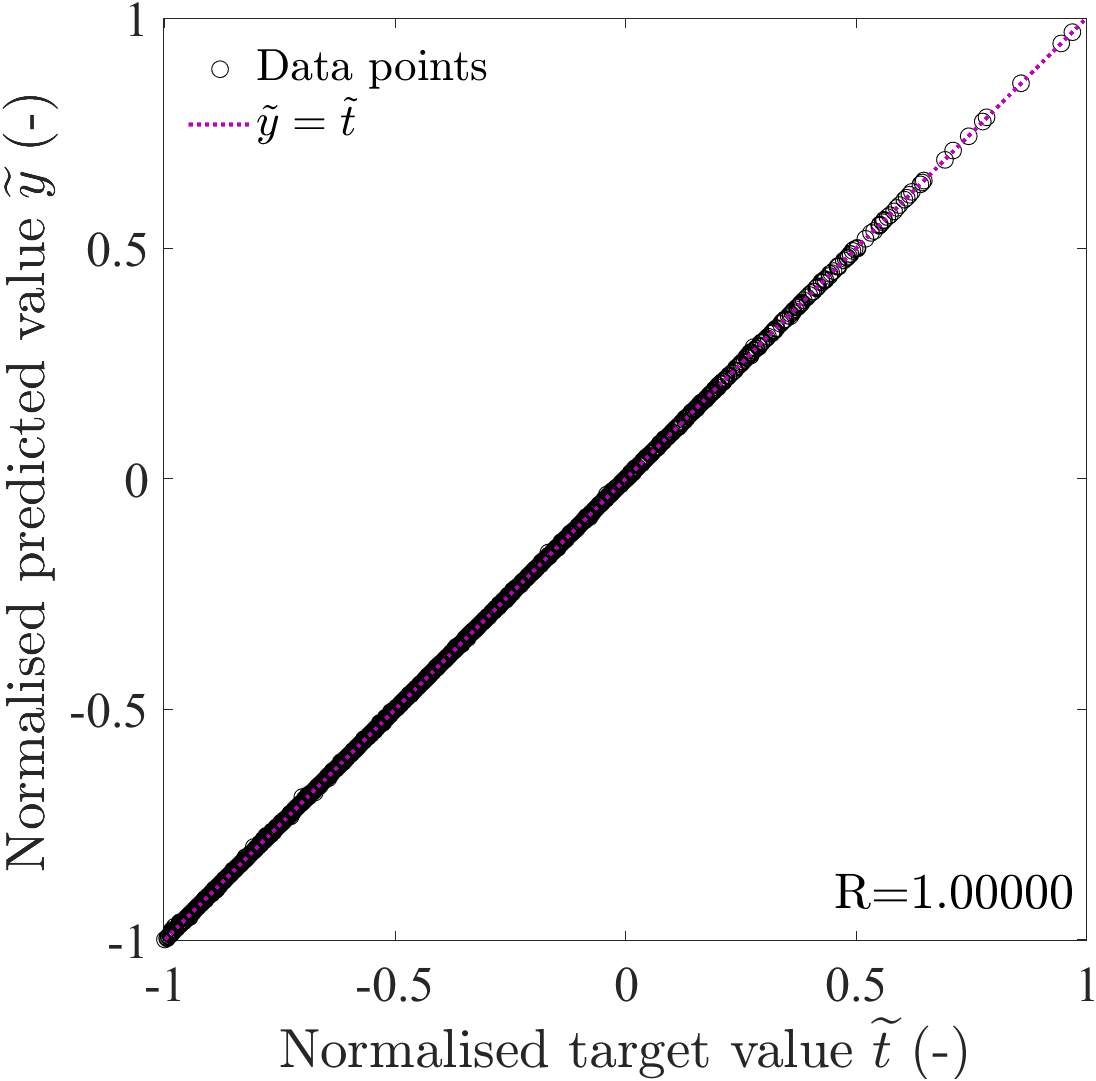 1
0.5
0
-0.5
-1
Normalised predicted value ỹ (-)
Data points
ỹ = t̃
R=1.00000
-1
-0.5
0
0.5
1
Normalised target value t̃ (-)